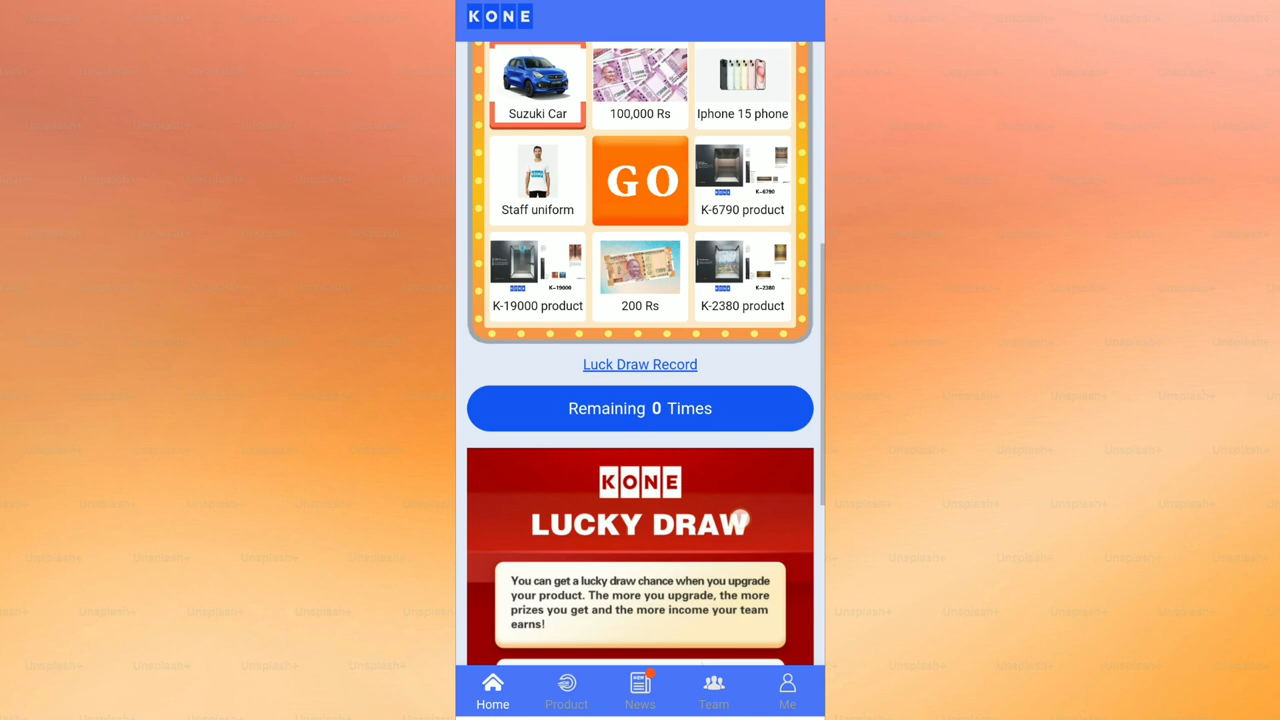 KONE
Suzuki Car
100,000 Rs
Iphone 15 phone
Staff uniform
GO
K-6790
K-6790 product
K-19000
K-19000 product
200 Rs
K-2380
K-2380 product
Luck Draw Record
Remaining 0 Times
KONE
LUCKY DRAW
You can get a lucky draw chance when you upgrade
your product. The more you upgrade, the more
prizes you get and the more income your team
earns!
Home
Product
News
Team
Me
Unsplash+